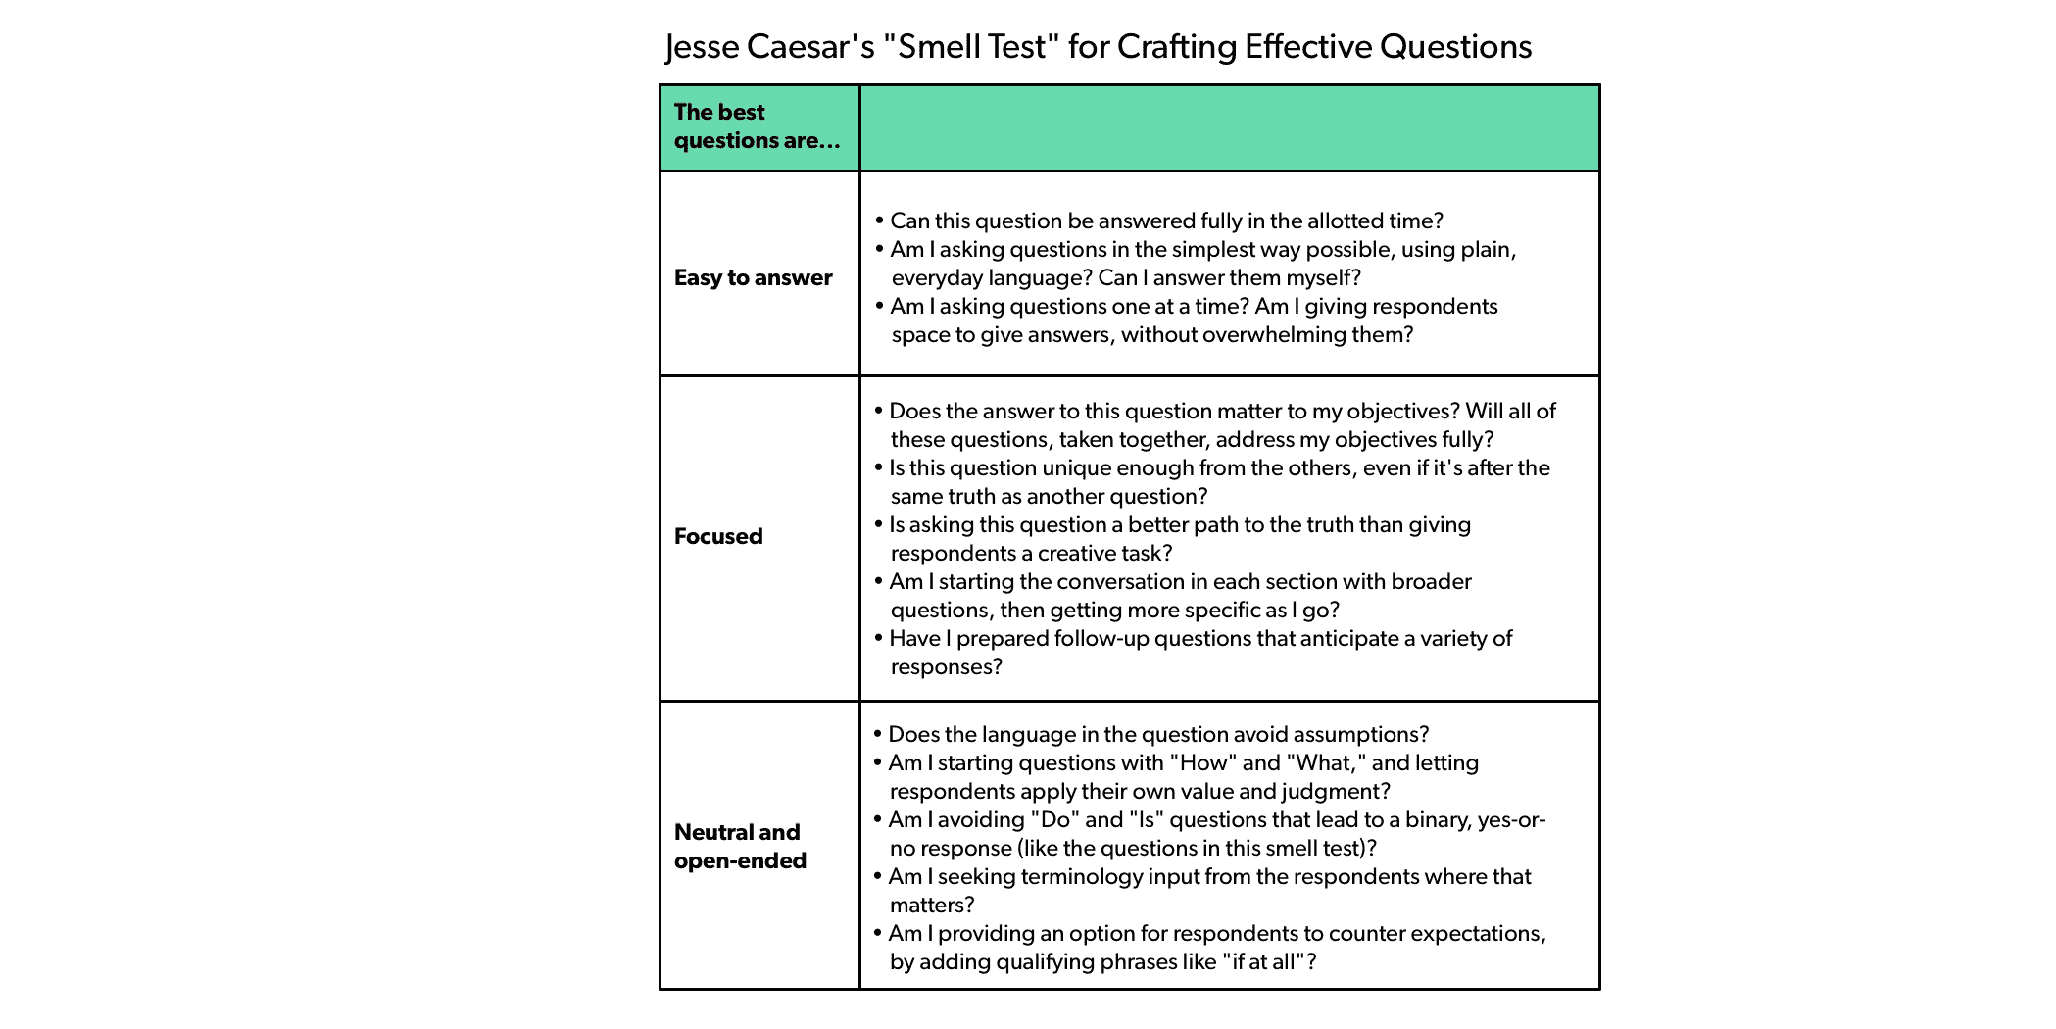 Jesse Caesar's "Smell Test" for Crafting Effective Questions
The best
questions are...
Easy to answer
• Can this question be answered fully in the allotted time?
• Am I asking questions in the simplest way possible, using plain,
everyday language? Can I answer them myself?
• Am I asking questions one at a time? Am I giving respondents
space to give answers, without overwhelming them?
Focused
• Does the answer to this question matter to my objectives? Will all of
these questions, taken together, address my objectives fully?
• Is this question unique enough from the others, even if it's after the
same truth as another question?
• Is asking this question a better path to the truth than giving
respondents a creative task?
• Am I starting the conversation in each section with broader
questions, then getting more specific as I go?
• Have I prepared follow-up questions that anticipate a variety of
responses?
Neutral and
open-ended
• Does the language in the question avoid assumptions?
• Am I starting questions with "How" and "What," and letting
respondents apply their own value and judgment?
• Am I avoiding "Do" and "Is" questions that lead to a binary, yes-or-
no response (like the questions in this smell test)?
• Am I seeking terminology input from the respondents where that
matters?
• Am I providing an option for respondents to counter expectations,
by adding qualifying phrases like "if at all"?